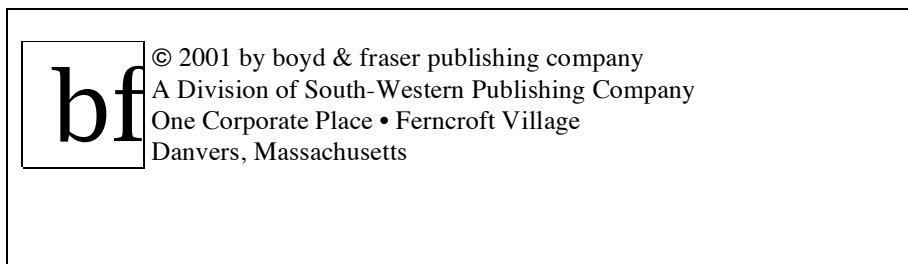 bf
© 2001 by boyd & fraser publishing company
A Division of South-Western Publishing Company
One Corporate Place • Ferncroft Village
Danvers, Massachusetts